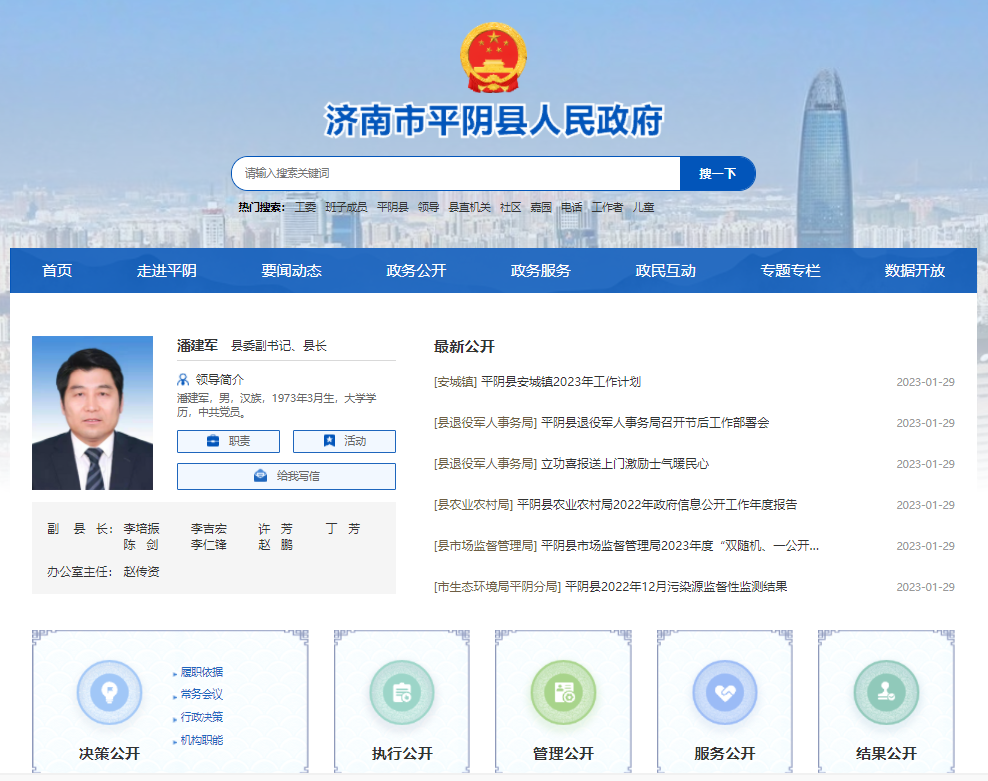 济南市平阴县人民政府
请输入搜索关键词 搜一下
热门搜索： 工委 班子成员 平阴县 领导 县直机关 社区 嘉园 电话 工作者 儿童
首页 走进平阴 要闻动态 政务公开 政务服务 政民互动 专题专栏 数据开放
潘建军 县委副书记、县长
领导简介
潘建军，男，汉族，1973年3月生，大学学
历，中共党员。
职责 活动
给我写信
副 县 长： 李培振 李吉宏 许 芳 丁 芳
陈 剑 李仁锋 赵 鹏
办公室主任： 赵传资
最新公开
[安城镇] 平阴县安城镇2023年工作计划 2023-01-29
[县退役军人事务局] 平阴县退役军人事务局召开节后工作部署会 2023-01-29
[县退役军人事务局] 立功喜报送上门激励士气暖民心 2023-01-29
[县农业农村局] 平阴县农业农村局2022年政府信息公开工作年度报告 2023-01-29
[县市场监督管理局] 平阴县市场监督管理局2023年度“双随机、一公开... 2023-01-29
[市生态环境局平阴分局] 平阴县2022年12月污染源监督性监测结果 2023-01-29
履职依据
常务会议
行政决策
机构职能
决策公开 执行公开 管理公开 服务公开 结果公开